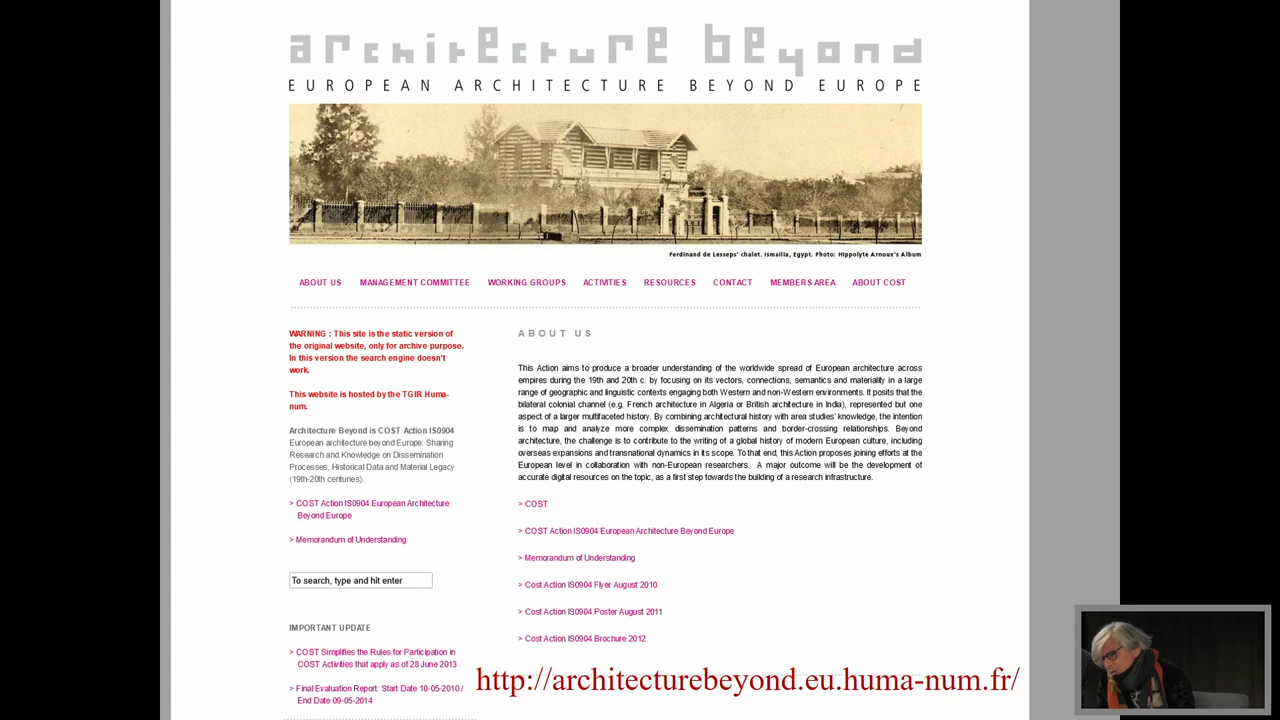 architecture beyond
EUROPEAN ARCHITECTURE BEYOND EUROPE
Ferdinand de Lesseps' chalet. Ismailia, Egypt. Photo: Hippolyte Arnoux's Album
ABOUT US MANAGEMENT COMMITTEE WORKING GROUPS ACTIVITIES RESOURCES CONTACT MEMBERS AREA ABOUT COST
WARNING : This site is the static version of
the original website, only for archive purpose.
In this version the search engine doesn't
work.
This website is hosted by the TGIR Huma-
num.
Architecture Beyond is COST Action IS0904
European architecture beyond Europe: Sharing
Research and Knowledge on Dissemination
Processes, Historical Data and Material Legacy
(19th-20th centuries).
> COST Action IS0904 European Architecture
Beyond Europe
> Memorandum of Understanding
To search, type and hit enter
IMPORTANT UPDATE
> COST Simplifies the Rules for Participation in
COST Activities that apply as of 28 June 2013
> Final Evaluation Report: Start Date 10-05-2010 /
End Date 09-05-2014
ABOUT US
This Action aims to produce a broader understanding of the worldwide spread of European architecture across
empires during the 19th and 20th c. by focusing on its vectors, connections, semantics and materiality in a large
range of geographic and linguistic contexts engaging both Western and non-Western environments. It posits that the
bilateral colonial channel (e.g. French architecture in Algeria or British architecture in India), represented but one
aspect of a larger multifaceted history. By combining architectural history with area studies' knowledge, the intention
is to map and analyze more complex dissemination patterns and border-crossing relationships. Beyond
architecture, the challenge is to contribute to the writing of a global history of modern European culture, including
overseas expansions and transnational dynamics in its scope. To that end, this Action proposes joining efforts at the
European level in collaboration with non-European researchers. A major outcome will be the development of
accurate digital resources on the topic, as a first step towards the building of a research infrastructure.
> COST
> COST Action IS0904 European Architecture Beyond Europe
> Memorandum of Understanding
> Cost Action IS0904 Flyer August 2010
> Cost Action IS0904 Poster August 2011
> Cost Action IS0904 Brochure 2012
http://architecturebeyond.eu.huma-num.fr/